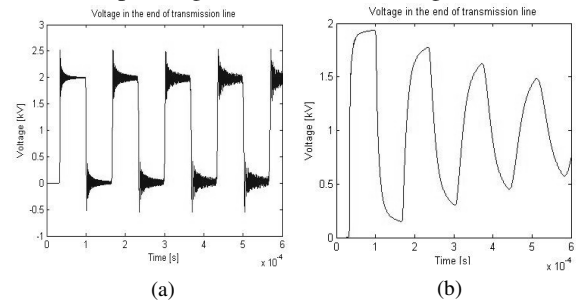 Voltage in the end of transmission line
Voltage [kV]
3
2.5
2
1.5
1
0.5
0
-0.5
-1
0
1
2
3
4
5
6
Time [s]
x 10⁻⁴
(a)
Voltage in the end of transmission line
Voltage [kV]
2
1.5
1
0.5
0
0
1
2
3
4
5
6
Time [s]
x 10⁻⁴
(b)